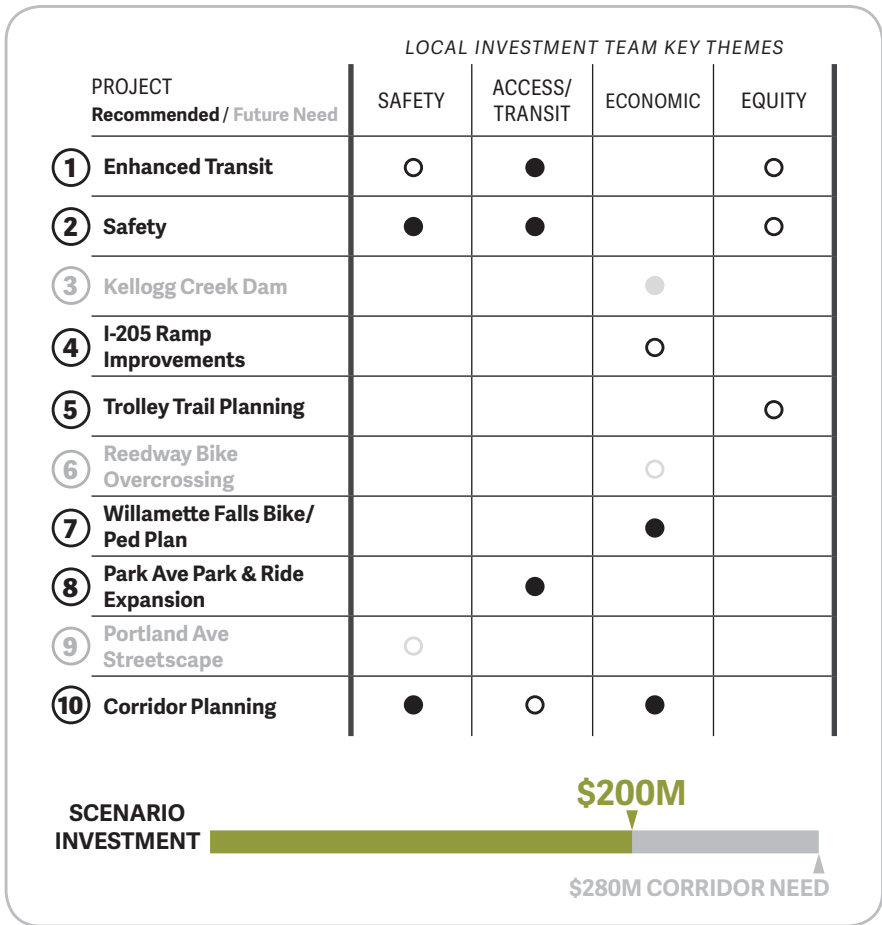 LOCAL INVESTMENT TEAM KEY THEMES
PROJECT
Recommended / Future Need
SAFETY
ACCESS/
TRANSIT
ECONOMIC
EQUITY
1 Enhanced Transit
2 Safety
3 Kellogg Creek Dam
4 I-205 Ramp
Improvements
5 Trolley Trail Planning
6 Reedway Bike
Overcrossing
7 Willamette Falls Bike/
Ped Plan
8 Park Ave Park & Ride
Expansion
9 Portland Ave
Streetscape
10 Corridor Planning
$200M
SCENARIO
INVESTMENT
$280M CORRIDOR NEED